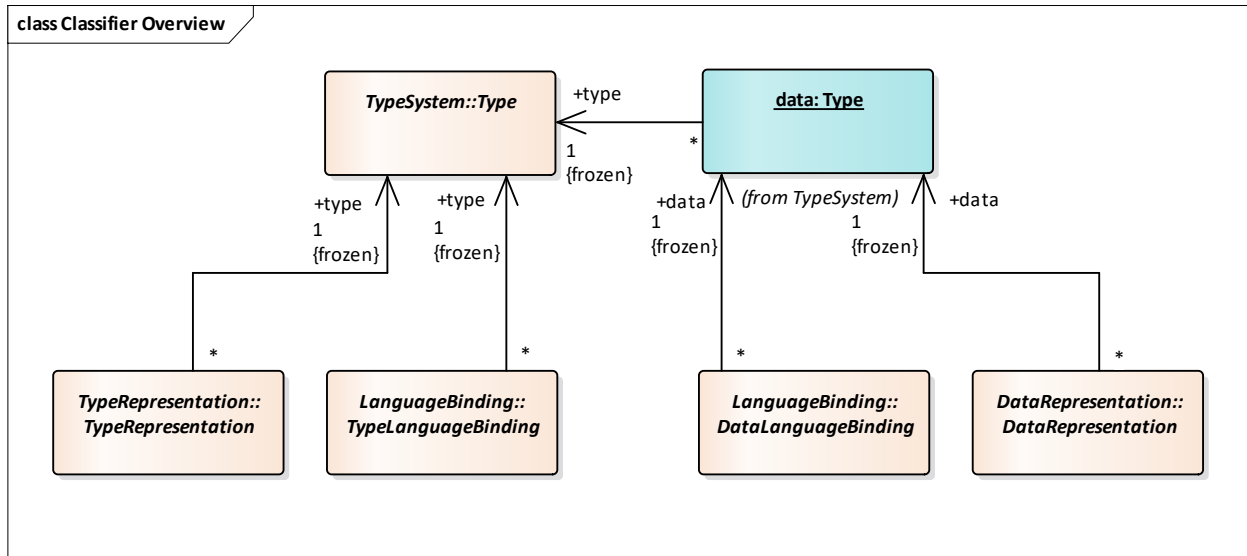 class Classifier Overview
TypeSystem::Type
+type
data: Type
*
1
{frozen}
(from TypeSystem)
+type
1
{frozen}
+type
1
{frozen}
+data
1
{frozen}
+data
1
{frozen}
*
*
*
*
TypeRepresentation::
TypeRepresentation
LanguageBinding::
TypeLanguageBinding
LanguageBinding::
DataLanguageBinding
DataRepresentation::
DataRepresentation